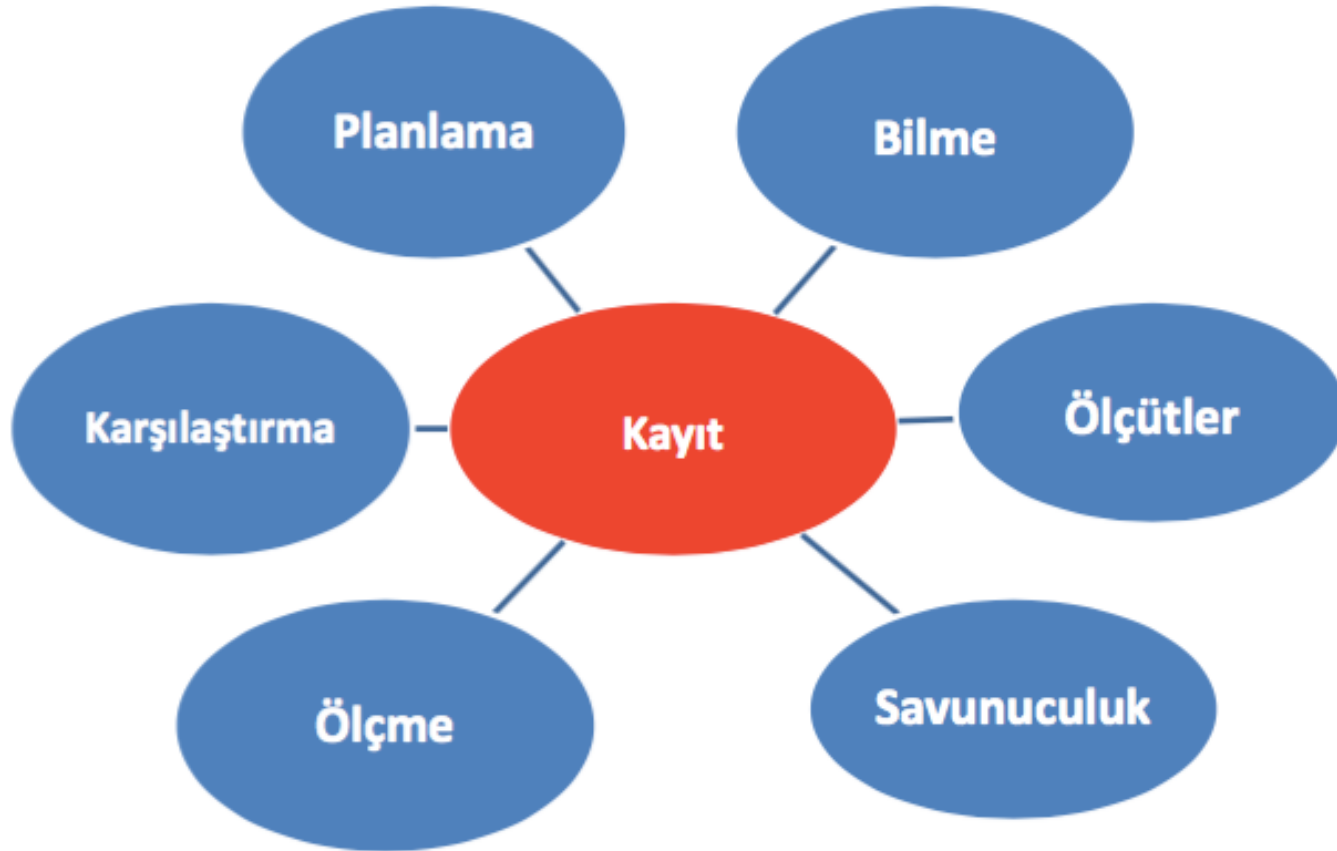 Planlama
Bilme
Karşılaştırma
Kayıt
Ölçütler
Ölçme
Savunuculuk